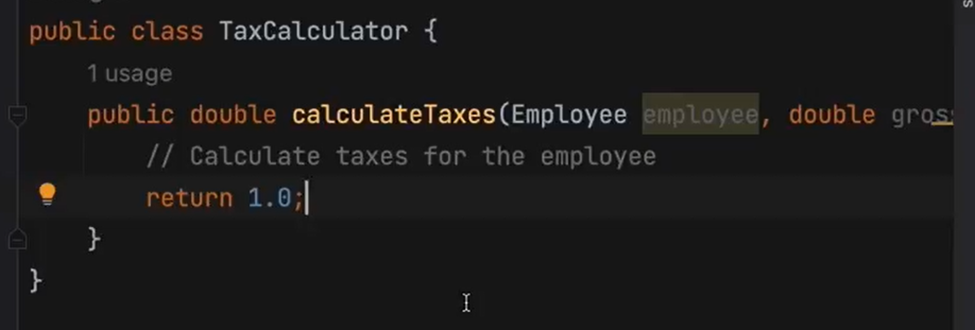 public class TaxCalculator {
1 usage
public double calculateTaxes(Employee employee, double gross
// Calculate taxes for the employee
return 1.0;
}
}